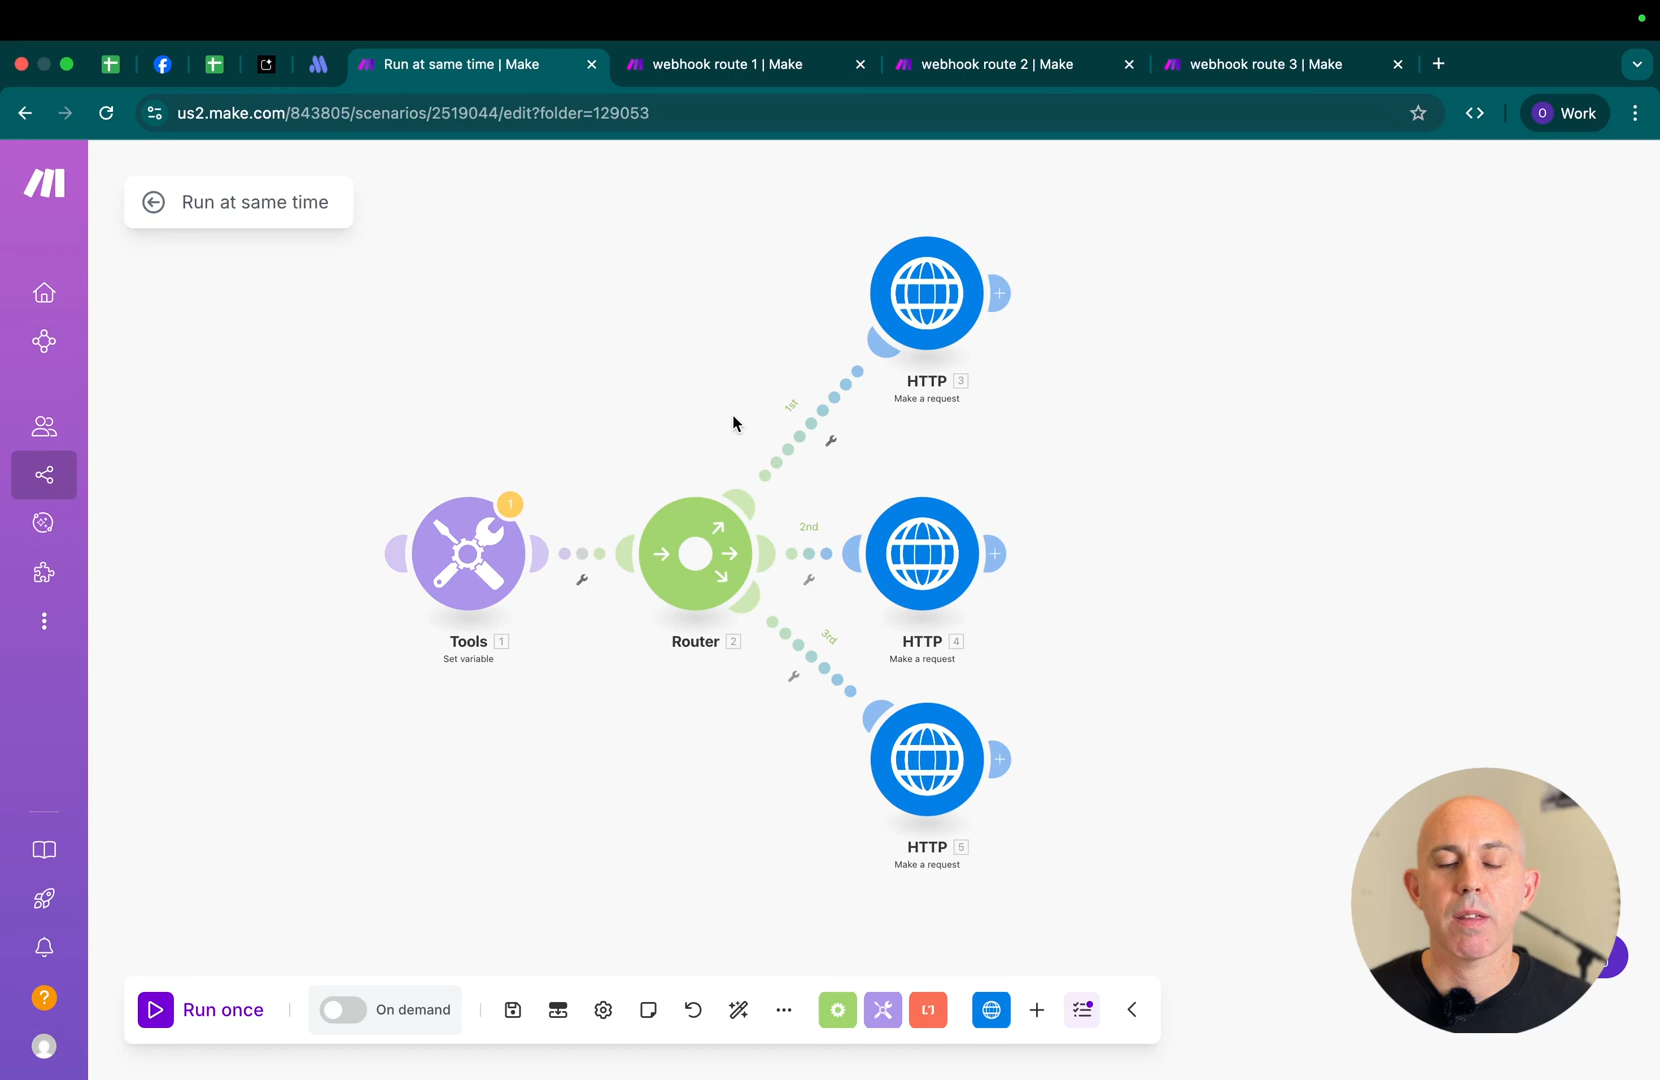 Run at same time | Make
webhook route 1 | Make
webhook route 2 | Make
webhook route 3 | Make
us2.make.com/843805/scenarios/2519044/edit?folder=129053
O Work
Run at same time
HTTP 3
Make a request
1st
1
2nd
Tools 1
Set variable
Router 2
HTTP 4
Make a request
3rd
HTTP 5
Make a request
?
Run once
On demand